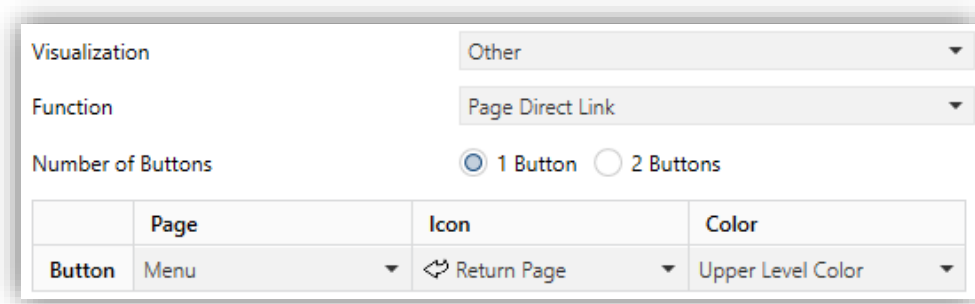 Visualization Other
Function Page Direct Link
Number of Buttons 1 Button 2 Buttons
Page Icon Color
Button Menu Return Page Upper Level Color